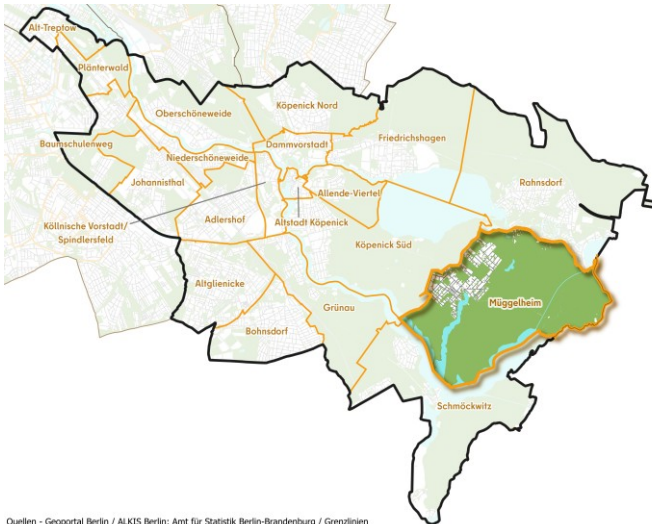 Alt-Treptow
Plänterwald
Oberschöneweide
Köpenick Nord
Baumschulenweg
Niederschöneweide
Dammvorstadt
Friedrichshagen
Johannisthal
Rahnsdorf
Allende-Viertel
Adlershof
Altstadt Köpenick
Köllnische Vorstadt/
Spindlersfeld
Köpenick Süd
Altglienicke
Grünau
Müggelheim
Bohnsdorf
Schmöckwitz
Quellen - Geoportal Berlin / ALKIS Berlin; Amt für Statistik Berlin-Brandenburg / Grenzlinien